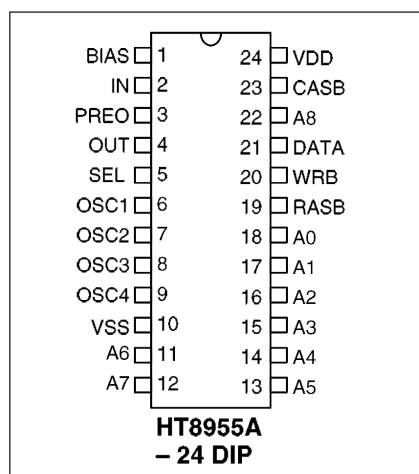 BIAS 1 24 VDD
IN 2 23 CASB
PREO 3 22 A8
OUT 4 21 DATA
SEL 5 20 WRB
OSC1 6 19 RASB
OSC2 7 18 A0
OSC3 8 17 A1
OSC4 9 16 A2
VSS 10 15 A3
A6 11 14 A4
A7 12 13 A5
HT8955A
– 24 DIP